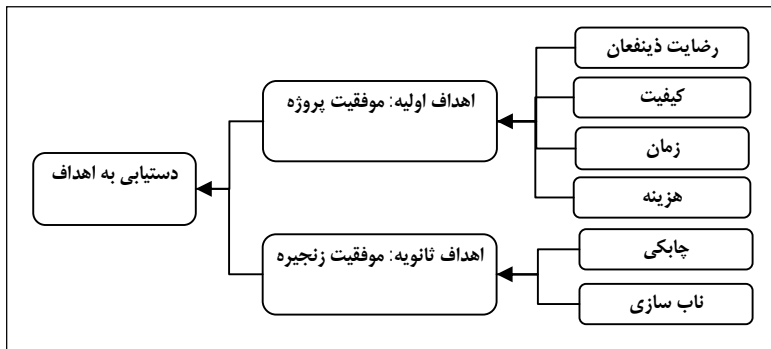 رضایت ذینفعان
کیفیت
اهداف اولیه: موفقیت پروژه
زمان
دستیابی به اهداف
هزینه
اهداف ثانویه: موفقیت زنجیره
چابکی
ناب سازی